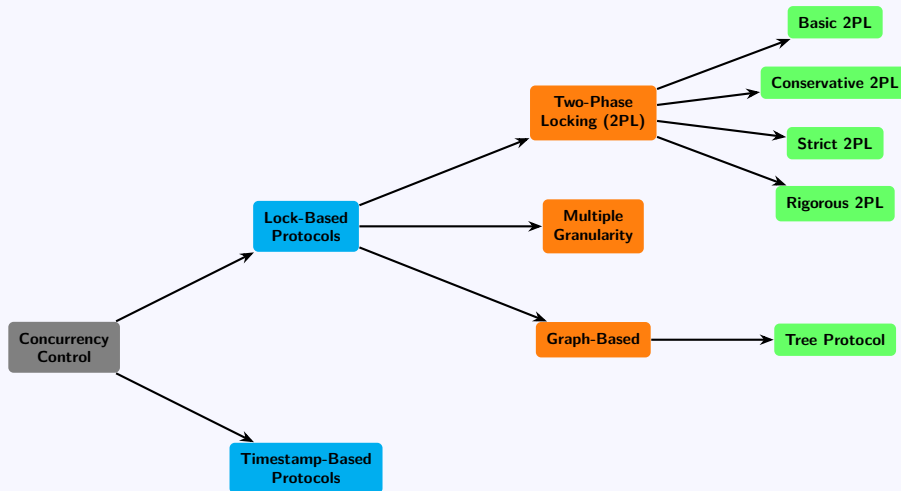 Basic 2PL
Conservative 2PL
Two-Phase
Locking (2PL)
Strict 2PL
Rigorous 2PL
Lock-Based
Protocols
Multiple
Granularity
Concurrency
Control
Graph-Based
Tree Protocol
Timestamp-Based
Protocols